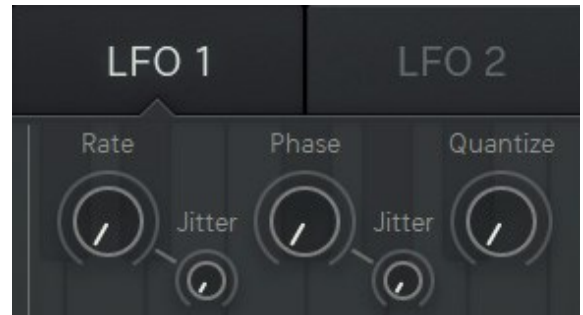 LFO 1
LFO 2
Rate
Phase
Quantize
Jitter
Jitter